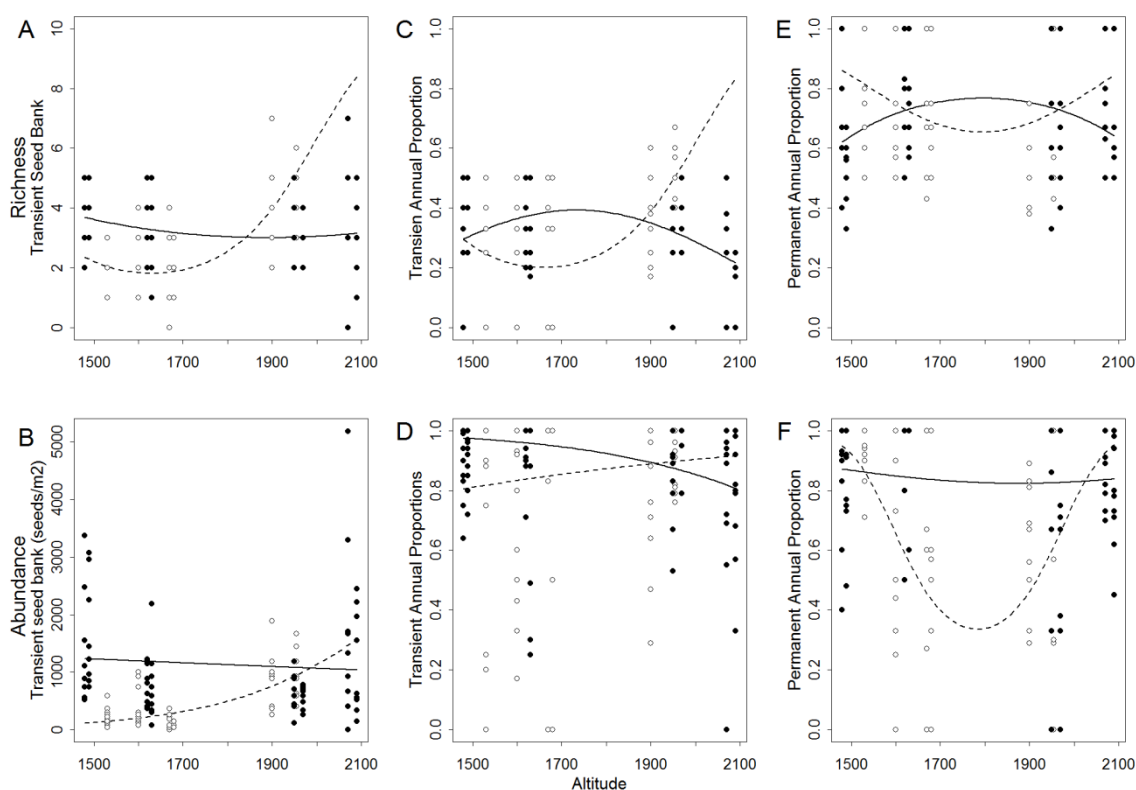 A
Richness
Transient Seed Bank
0 2 4 6 8 10
1500 1700 1900 2100
C
Transien Annual Proportion
0.0 0.2 0.4 0.6 0.8 1.0
1500 1700 1900 2100
E
Permanent Annual Proportion
0.0 0.2 0.4 0.6 0.8 1.0
1500 1700 1900 2100
B
Abundance
Transient seed bank (seeds/m2)
0 1000 2000 3000 4000 5000
1500 1700 1900 2100
D
Transient Annual Proportions
0.0 0.2 0.4 0.6 0.8 1.0
1500 1700 1900 2100
Altitude
F
Permanent Annual Proportion
0.0 0.2 0.4 0.6 0.8 1.0
1500 1700 1900 2100